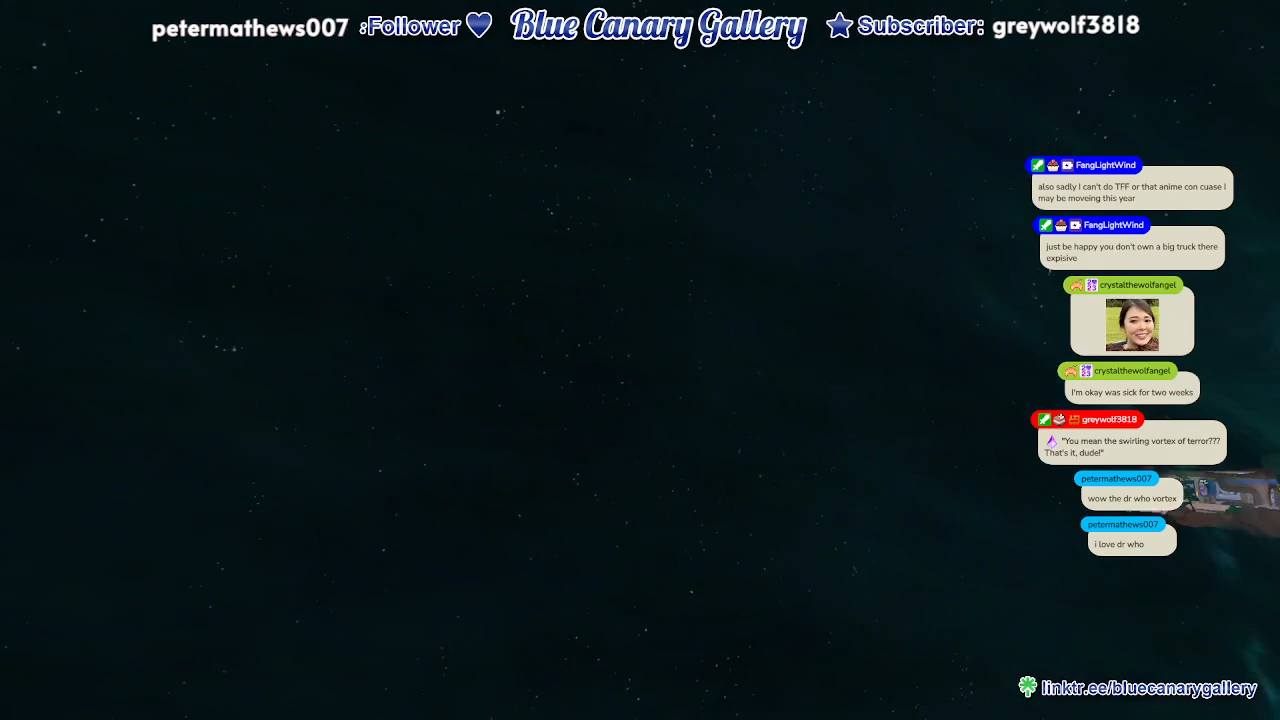 petermathews007 :Follower Blue Canary Gallery Subscriber: greywolf3818
FangLightWind
also sadly I can't do TFF or that anime con cuase I
may be moveing this year
FangLightWind
just be happy you don't own a big truck there
expisive
crystalthewolfangel
crystalthewolfangel
I'm okay was sick for two weeks
greywolf3818
"You mean the swirling vortex of terror???
That's it, dude!"
petermathews007
wow the dr who vortex
petermathews007
i love dr who
linktr.ee/bluecanarygallery